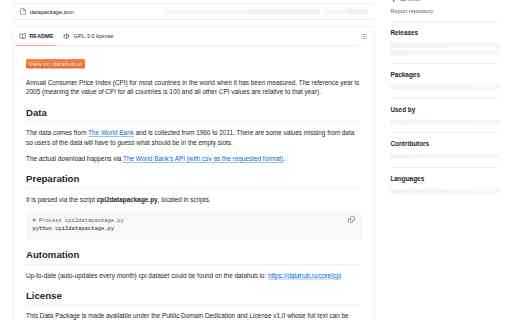 datapackage.json
Report repository
README
GPL-3.0 license
Releases
View on datahub.io
Packages
Annual Consumer Price Index (CPI) for most countries in the world when it has been measured. The reference year is
2005 (meaning the value of CPI for all countries is 100 and all other CPI values are relative to that year).
Used by
Data
The data comes from The World Bank and is collected from 1960 to 2011. There are some values missing from data
so users of the data will have to guess what should be in the empty slots.
Contributors
The actual download happens via The World Bank's API (with csv as the requested format).
Languages
Preparation
It is parsed via the script cpi2datapackage.py, located in scripts.
# Process cpi2datapackage.py
python cpi2datapackage.py
Automation
Up-to-date (auto-updates every month) cpi dataset could be found on the datahub.io: https://datahub.io/core/cpi
License
This Data Package is made available under the Public Domain Dedication and License v1.0 whose full text can be